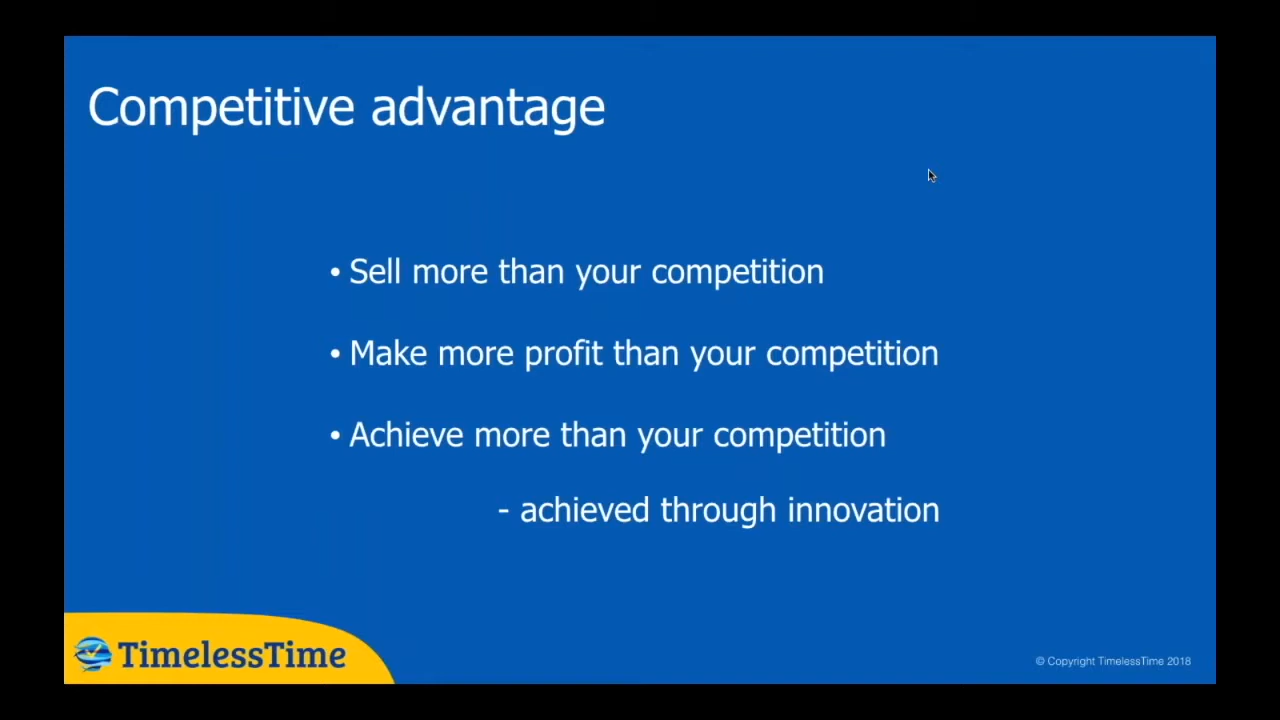 Competitive advantage
• Sell more than your competition
• Make more profit than your competition
• Achieve more than your competition
- achieved through innovation
TimelessTime
© Copyright TimelessTime 2018